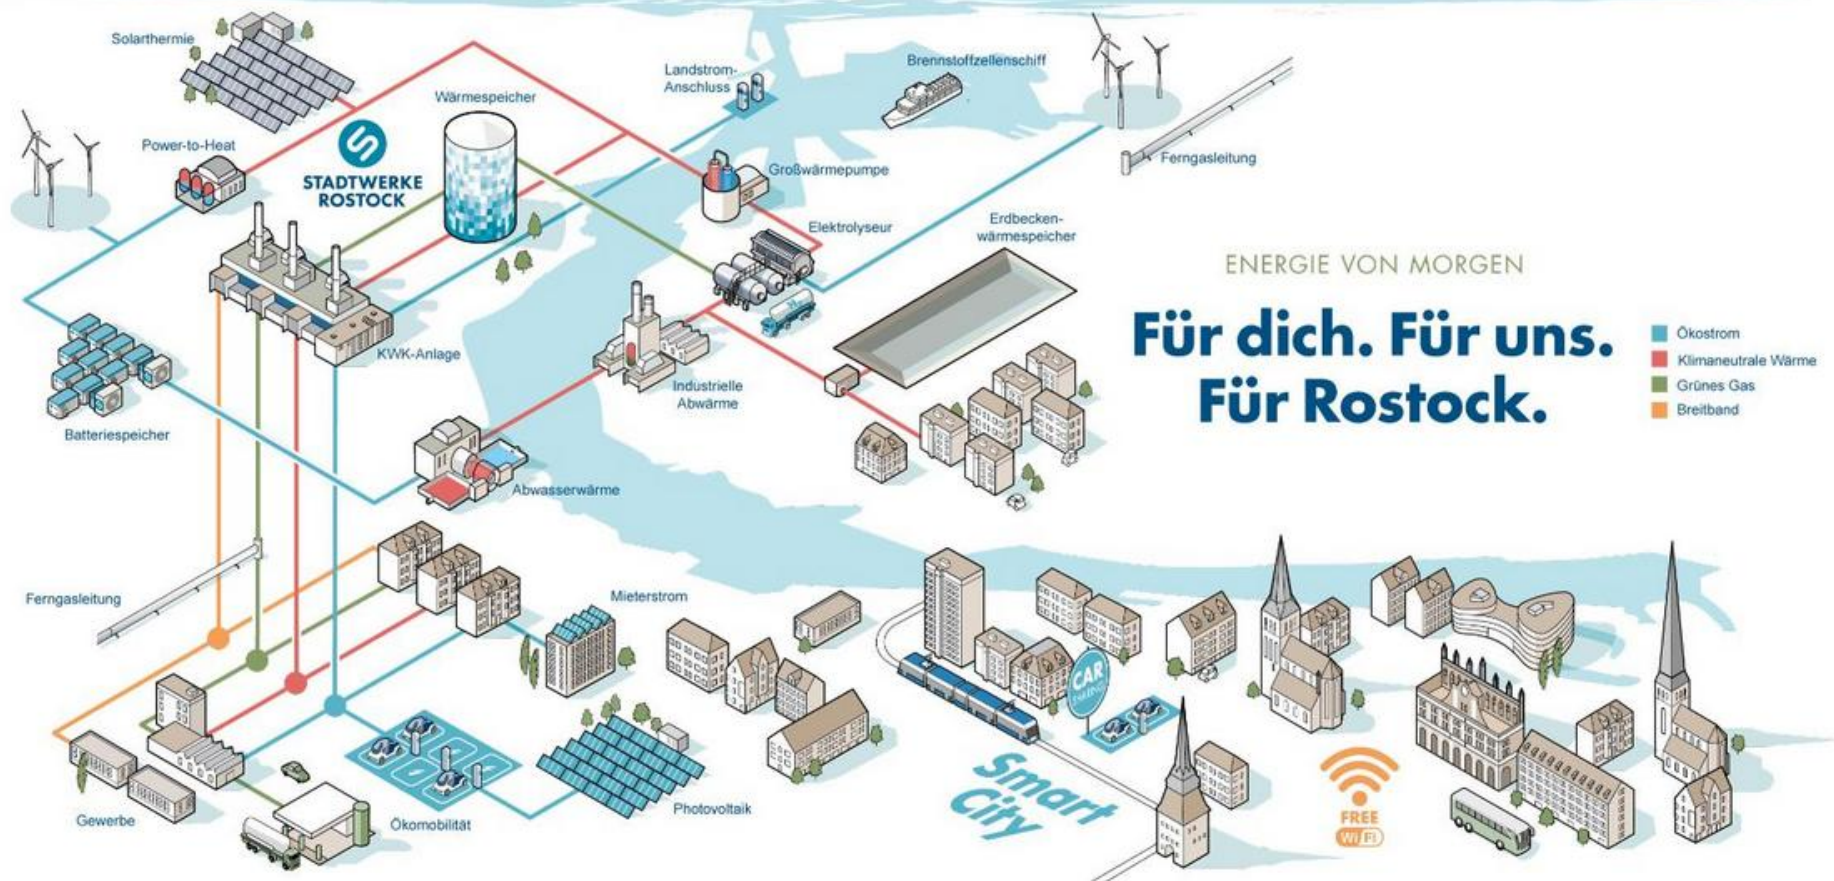 Solarthermie
Wärmespeicher
Landstrom-
Anschluss
Brennstoffzellenschiff
Power-to-Heat
STADTWERKE
ROSTOCK
Großwärmepumpe
Ferngasleitung
Elektrolyseur
Erdbecken-
wärmespeicher
ENERGIE VON MORGEN
Für dich. Für uns.
Für Rostock.
Ökostrom
Klimaneutrale Wärme
Grünes Gas
Breitband
KWK-Anlage
Industrielle
Abwärme
Batteriespeicher
Abwasserwärme
Ferngasleitung
Mieterstrom
CAR
SHARING
Smart
City
FREE
WiFi
Gewerbe
Ökomobilität
Photovoltaik